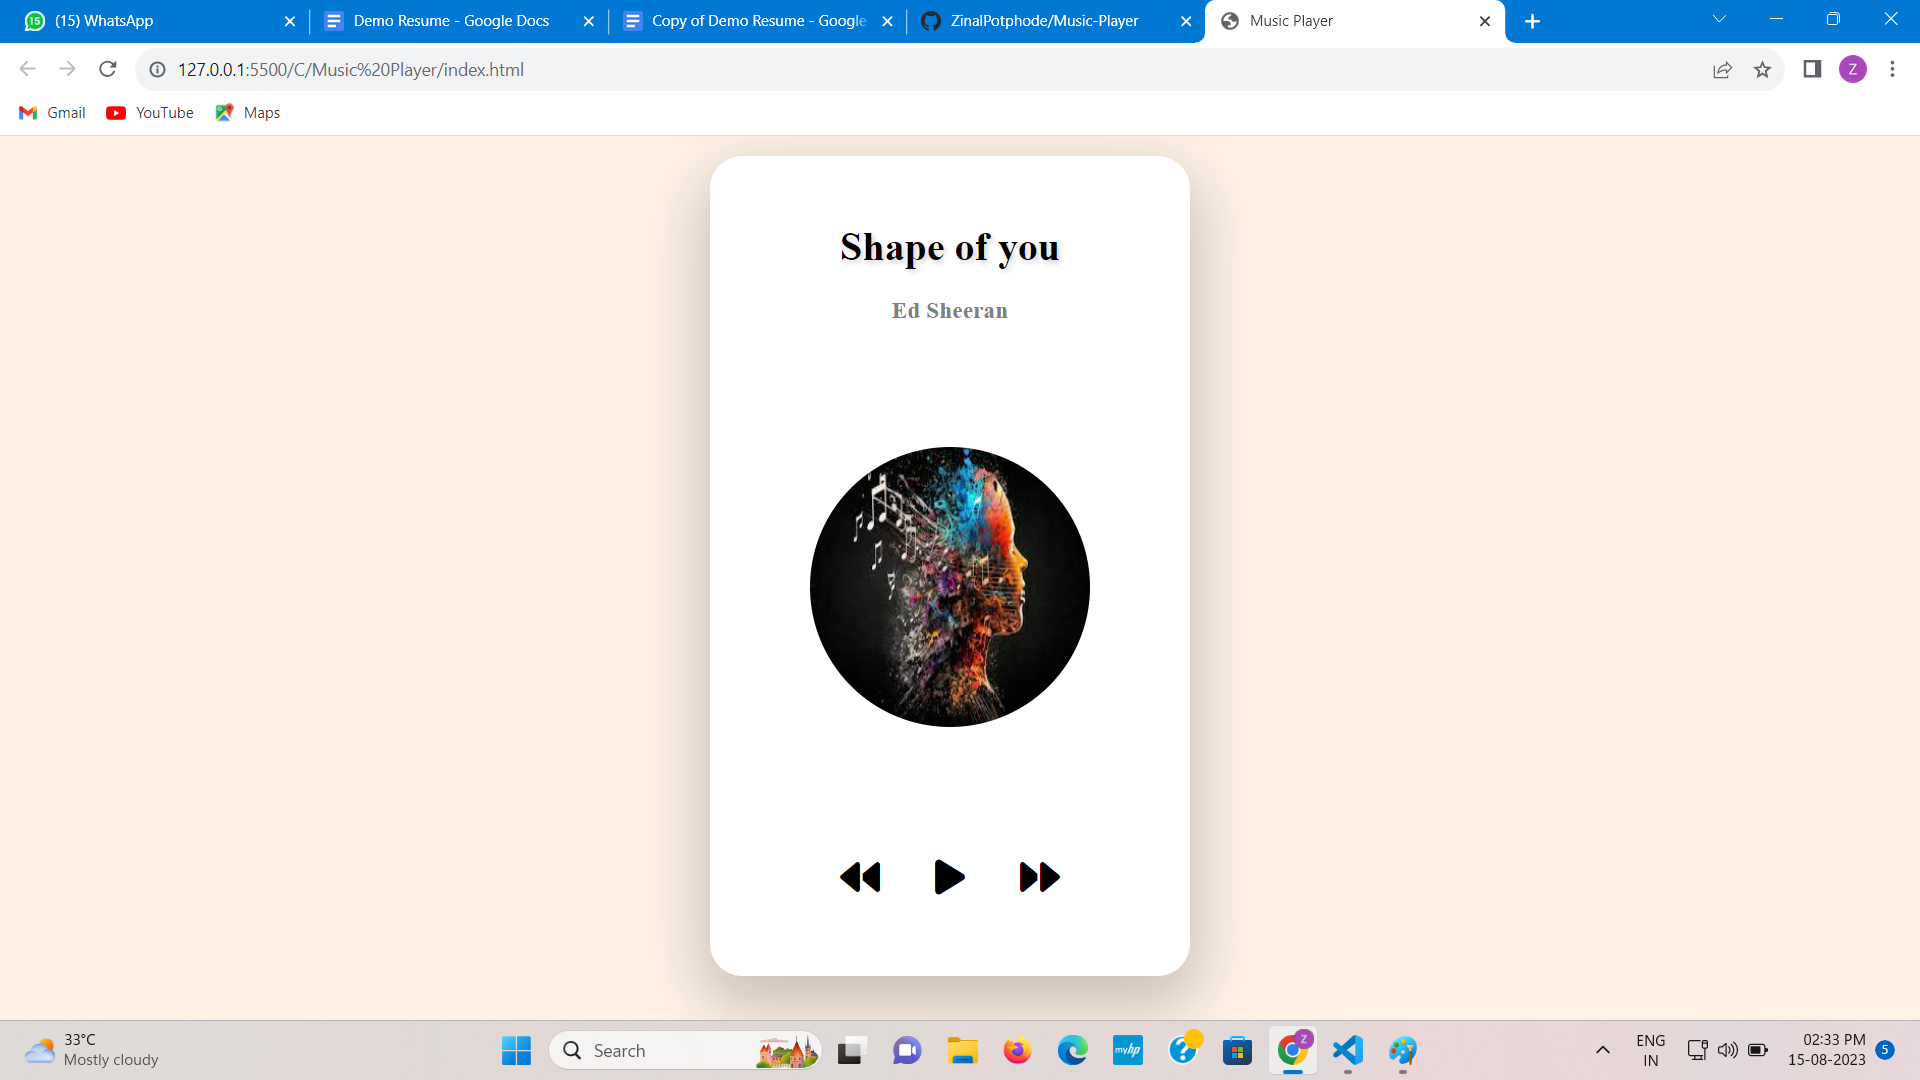 (15) WhatsApp
Demo Resume - Google Docs
Copy of Demo Resume - Google
ZinalPotphode/Music-Player
Music Player
127.0.0.1:5500/C/Music%20Player/index.html
Z
Gmail
YouTube
Maps
Shape of you
Ed Sheeran
33°C
Mostly cloudy
Search
myhp
Z
ENG
IN
02:33 PM
15-08-2023
5